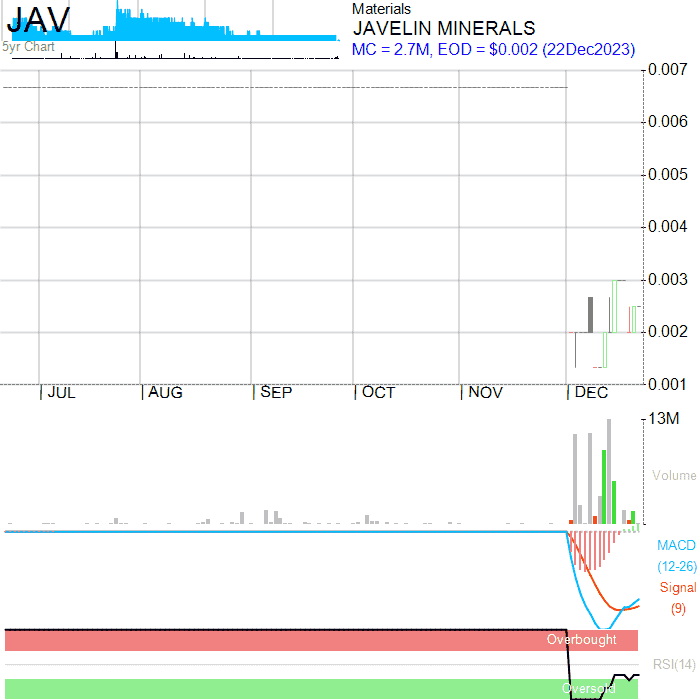 JAV
5yr Chart
Materials
JAVELIN MINERALS
MC = 2.7M, EOD = $0.002 (22Dec2023)
0.007
0.006
0.005
0.004
0.003
0.002
0.001
JUL AUG SEP OCT NOV DEC
13M
Volume
MACD
(12-26)
Signal
(9)
Overbought
RSI(14)
Oversold